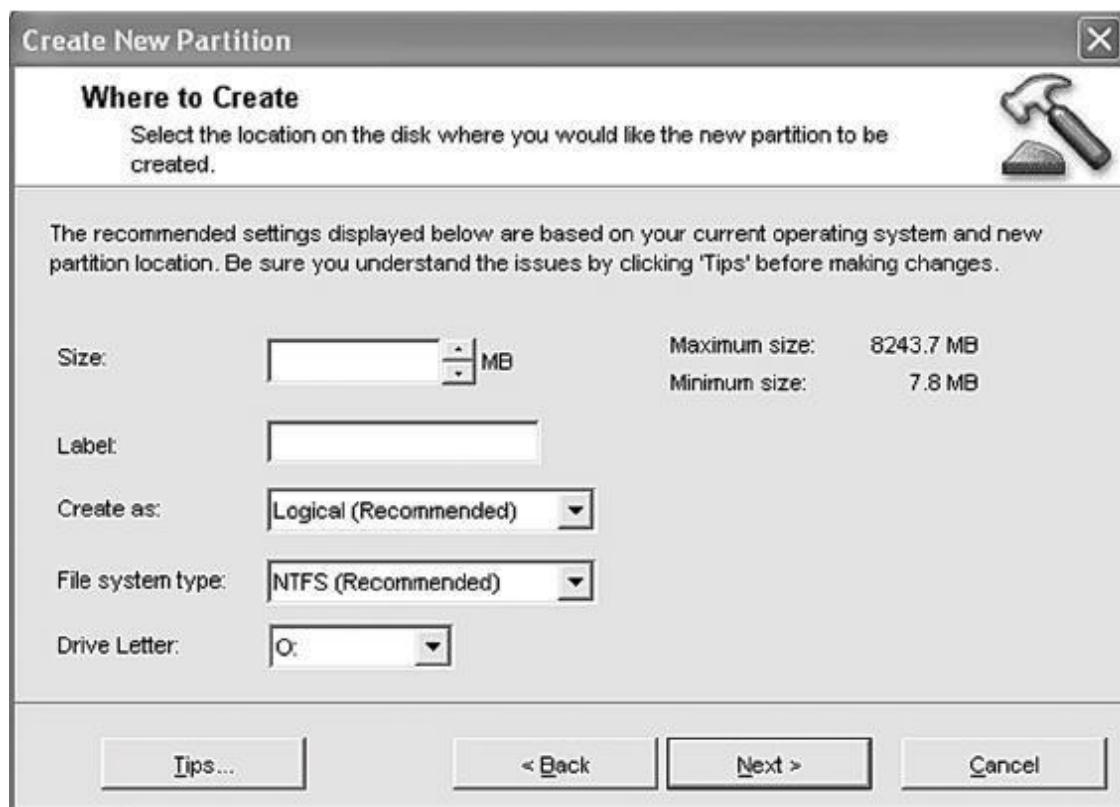 Create New Partition
Where to Create
Select the location on the disk where you would like the new partition to be
created.
The recommended settings displayed below are based on your current operating system and new
partition location. Be sure you understand the issues by clicking 'Tips' before making changes.
Size:
MB
Maximum size: 8243.7 MB
Minimum size: 7.8 MB
Label:
Create as: Logical (Recommended)
File system type: NTFS (Recommended)
Drive Letter: O:
Tips... < Back Next > Cancel